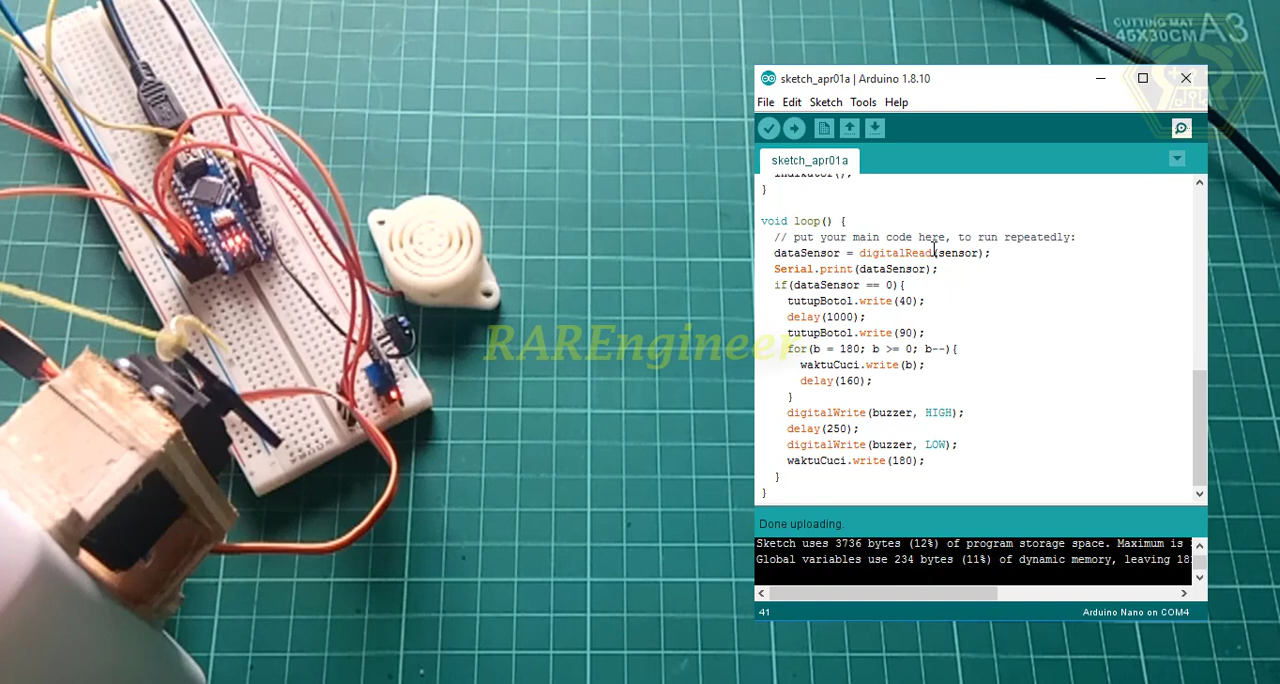 CUTTING MAT A3
45X30CM
sketch_apr01a | Arduino 1.8.10
File Edit Sketch Tools Help
sketch_apr01a
indikator();
}
void loop() {
// put your main code here, to run repeatedly:
dataSensor = digitalRead(sensor);
Serial.print(dataSensor);
if(dataSensor == 0){
tutupBotol.write(40);
delay(1000);
tutupBotol.write(90);
for(b = 180; b >= 0; b--){
waktuCuci.write(b);
delay(160);
}
digitalWrite(buzzer, HIGH);
delay(250);
digitalWrite(buzzer, LOW);
waktuCuci.write(180);
}
}
RAREngineer
Done uploading.
Sketch uses 3736 bytes (12%) of program storage space. Maximum is
Global variables use 234 bytes (11%) of dynamic memory, leaving 18
41
Arduino Nano on COM4